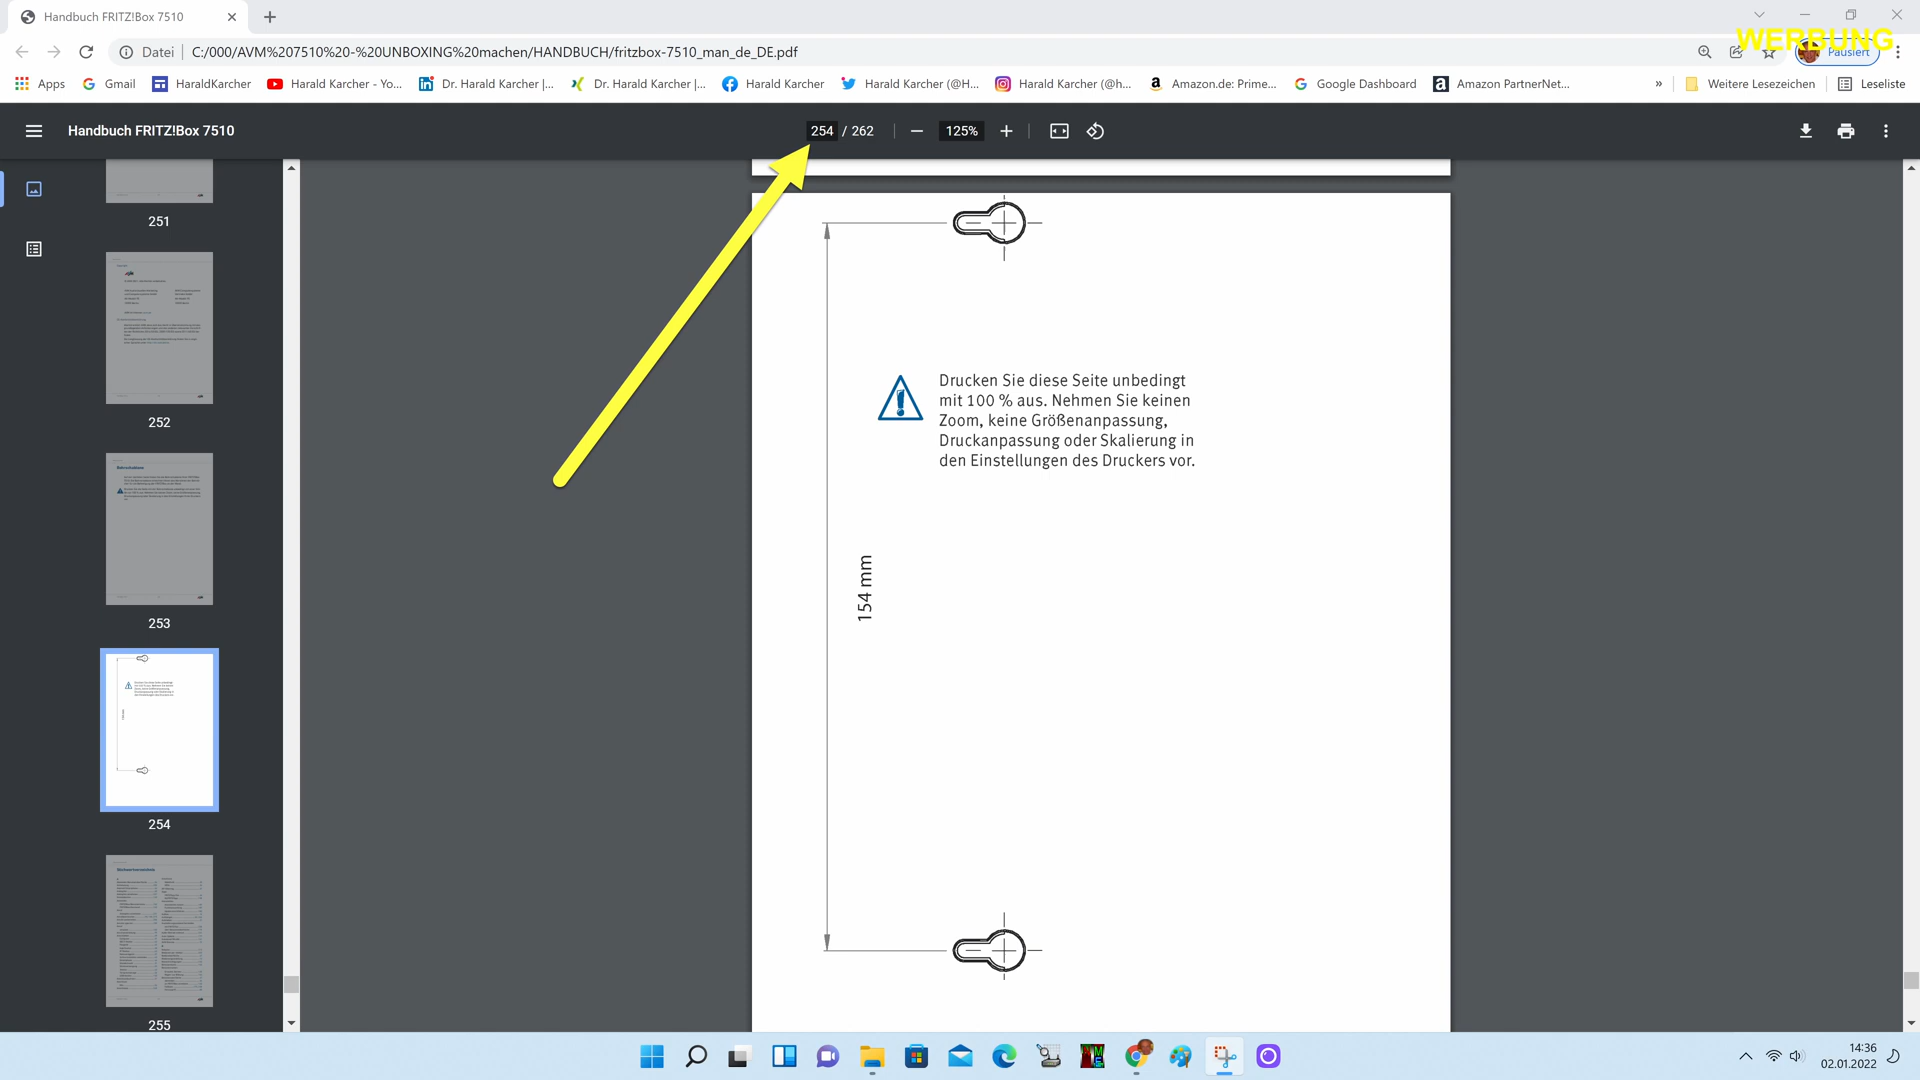 Handbuch FRITZ!Box 7510
WERBUNG
Datei
C:/000/AVM%207510%20-%20UNBOXING%20machen/HANDBUCH/fritzbox-7510_man_de_DE.pdf
Pausiert
Apps
Gmail
HaraldKarcher
Harald Karcher - Yo...
Dr. Harald Karcher |...
Dr. Harald Karcher |...
Harald Karcher
Harald Karcher (@H...
Harald Karcher (@h...
Amazon.de: Prime...
Google Dashboard
Amazon PartnerNet...
»
Weitere Lesezeichen
Leseliste
Handbuch FRITZ!Box 7510
254 / 262
125%
251
252
253
254
255
Drucken Sie diese Seite unbedingt
mit 100 % aus. Nehmen Sie keinen
Zoom, keine Größenanpassung,
Druckanpassung oder Skalierung in
den Einstellungen des Druckers vor.
154 mm
14:36
02.01.2022